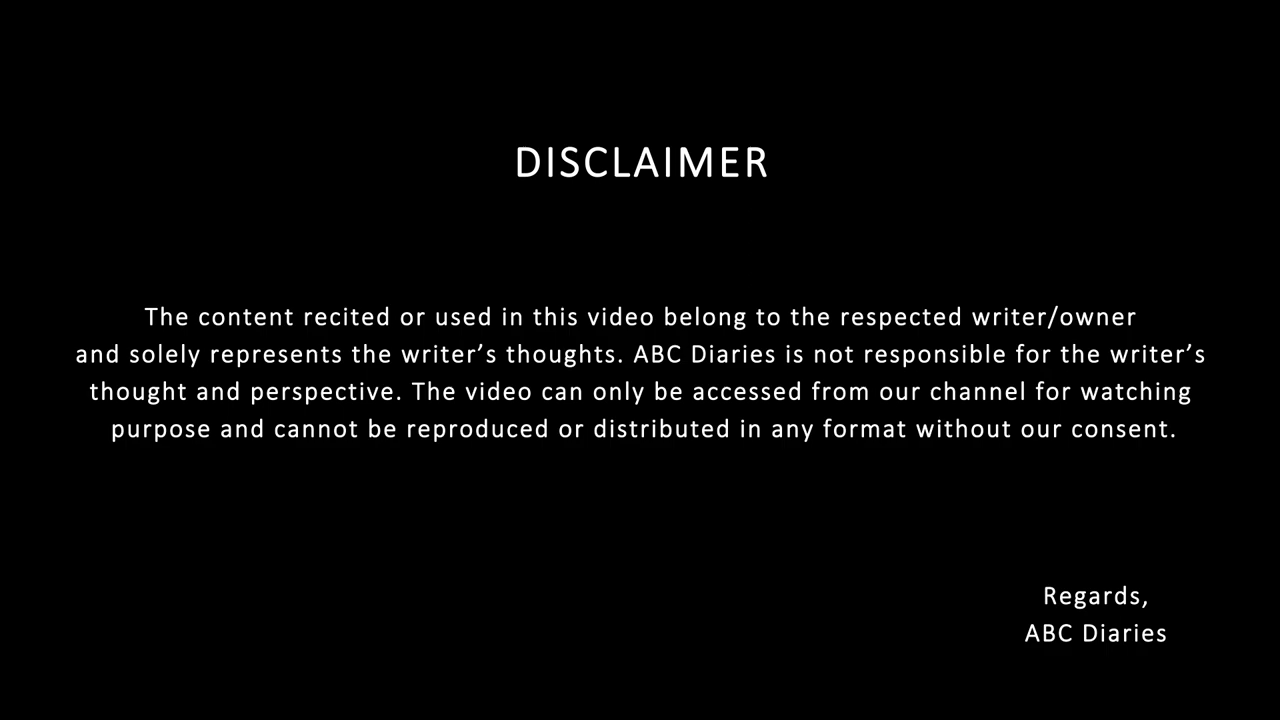 DISCLAIMER
The content recited or used in this video belong to the respected writer/owner
and solely represents the writer’s thoughts. ABC Diaries is not responsible for the writer’s
thought and perspective. The video can only be accessed from our channel for watching
purpose and cannot be reproduced or distributed in any format without our consent.
Regards,
ABC Diaries